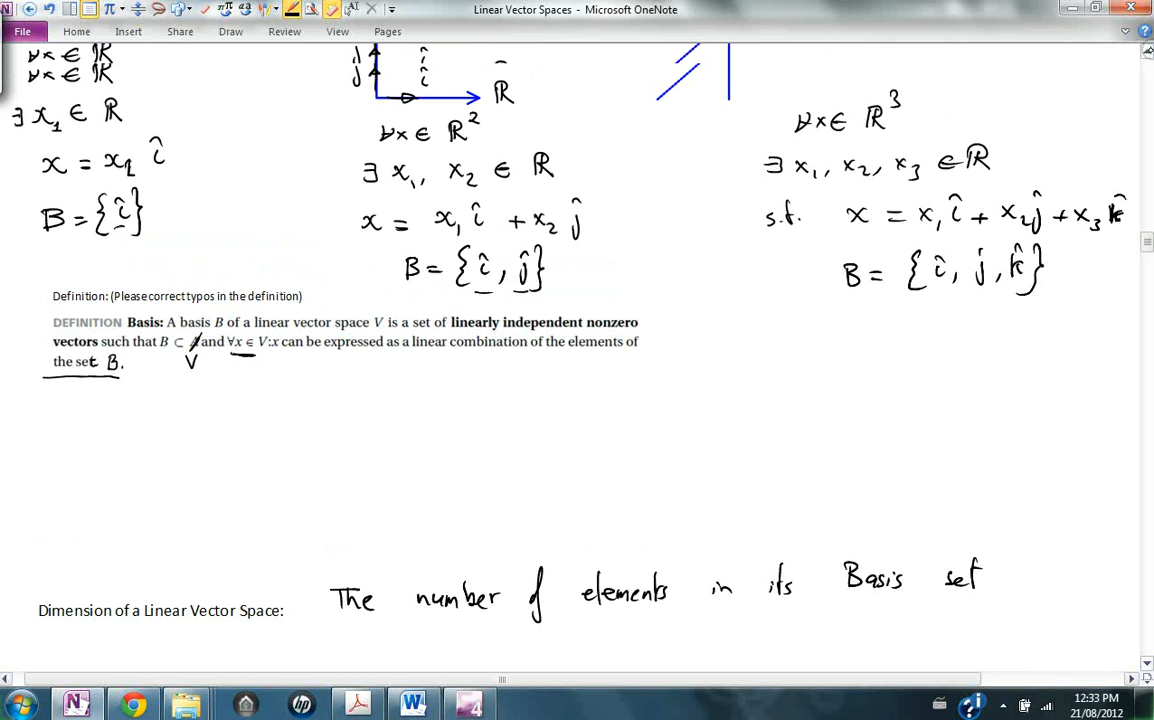 Linear Vector Spaces - Microsoft OneNote
File Home Insert Share Draw Review View Pages
∀x ∈ ℝ
∀x ∈ ℝ
∃ x₁ ∈ ℝ
x = x₁ î
B = {î}
j
î
ℝ
∀x ∈ ℝ²
∃ x₁, x₂ ∈ ℝ
x = x₁ î + x₂ ĵ
B = {î, ĵ}
∀x ∈ ℝ³
∃ x₁, x₂, x₃ ∈ ℝ
s.t. x = x₁ î + x₂ ĵ + x₃ k̂
B = {î, j, k̂}
Definition: (Please correct typos in the definition)
DEFINITION Basis: A basis B of a linear vector space V is a set of linearly independent nonzero
vectors such that B ⊂ V and ∀x ∈ V:x can be expressed as a linear combination of the elements of
the set B.
The number of elements in its Basis set
Dimension of a Linear Vector Space:
12:33 PM
21/08/2012